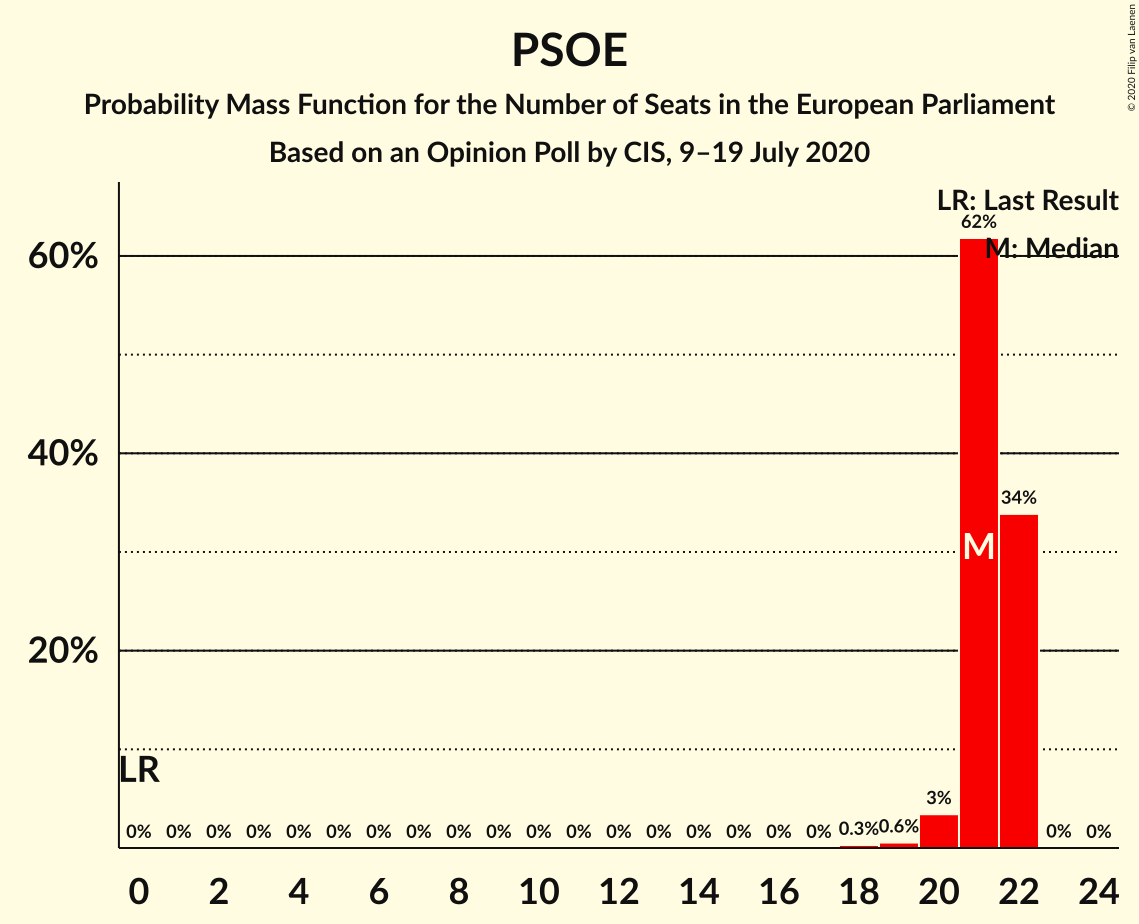 PSOE
Probability Mass Function for the Number of Seats in the European Parliament
Based on an Opinion Poll by CIS, 9–19 July 2020
© 2020 Filip van Laenen
LR: Last Result
M: Median
62%
60%
40%
34%
M
20%
LR
3%
0% 0% 0% 0% 0% 0% 0% 0% 0% 0% 0% 0% 0% 0% 0% 0% 0% 0% 0.3% 0.6% 0% 0%
0 2 4 6 8 10 12 14 16 18 20 22 24